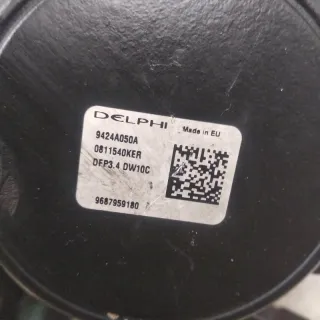 DELPHI
Made in EU
9424A050A
0811540KER
DFP3.4 DW10C
9687959180